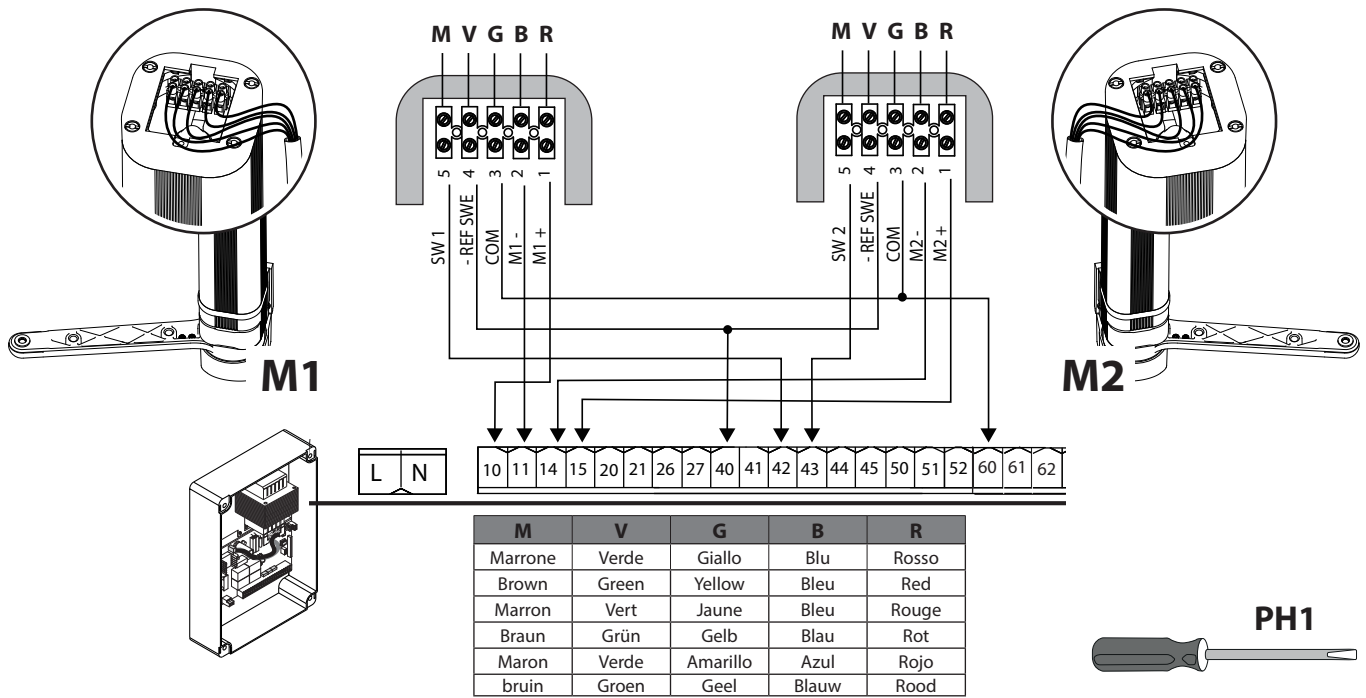 M V G B R
M V G B R
5 4 3 2 1
5 4 3 2 1
SW 1
- REF SWE
COM
M1 -
M1 +
SW 2
- REF SWE
COM
M2 -
M2 +
M1
M2
L N
10 11 14 15 20 21 26 27 40 41 42 43 44 45 50 51 52 60 61 62
M V G B R
Marrone Verde Giallo Blu Rosso
Brown Green Yellow Bleu Red
Marron Vert Jaune Bleu Rouge
Braun Grün Gelb Blau Rot
Maron Verde Amarillo Azul Rojo
bruin Groen Geel Blauw Rood
PH1